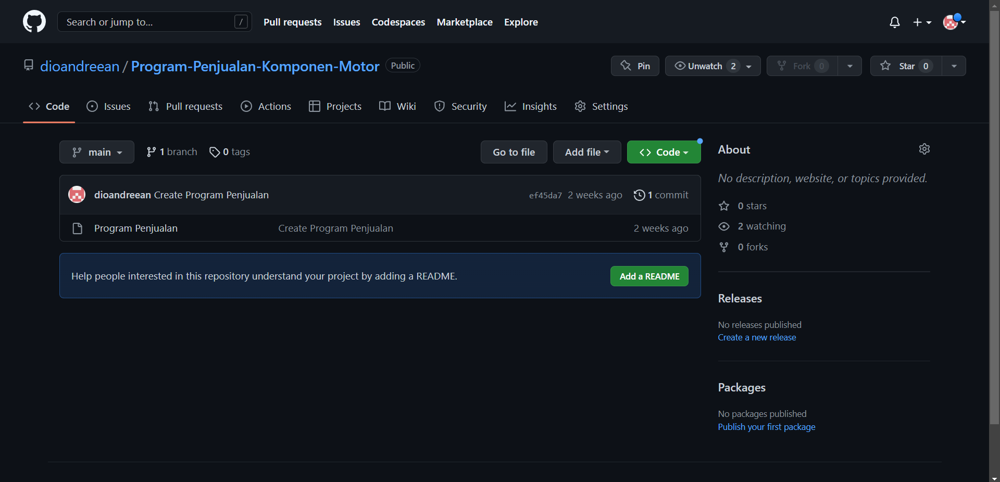 Search or jump to... /
Pull requests Issues Codespaces Marketplace Explore
dioandreean / Program-Penjualan-Komponen-Motor Public
Pin Unwatch 2 Fork 0 Star 0
Code Issues Pull requests Actions Projects Wiki Security Insights Settings
main 1 branch 0 tags Go to file Add file Code
dioandreean Create Program Penjualan ef45da7 2 weeks ago 1 commit
Program Penjualan Create Program Penjualan 2 weeks ago
Help people interested in this repository understand your project by adding a README. Add a README
About
No description, website, or topics provided.
0 stars
2 watching
0 forks
Releases
No releases published
Create a new release
Packages
No packages published
Publish your first package